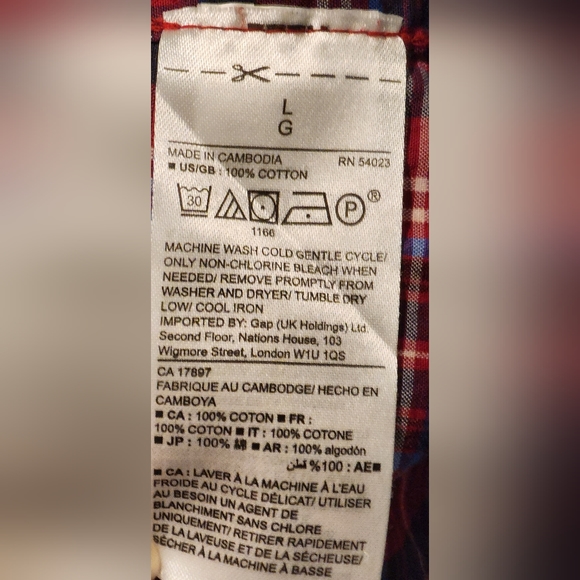 L
G
MADE IN CAMBODIA RN 54023
■ US/GB : 100% COTTON
30 P ®
1166
MACHINE WASH COLD GENTLE CYCLE/
ONLY NON-CHLORINE BLEACH WHEN
NEEDED/ REMOVE PROMPTLY FROM
WASHER AND DRYER/ TUMBLE DRY
LOW/ COOL IRON
IMPORTED BY: Gap (UK Holdings) Ltd.
Second Floor, Nations House, 103
Wigmore Street, London W1U 1QS
CA 17897
FABRIQUE AU CAMBODGE/ HECHO EN
CAMBOYA
■ CA : 100% COTON ■ FR :
100% COTON ■ IT : 100% COTONE
■ JP : 100% 綿 ■ AR : 100% algodón
■AE : 100% قطن
■ CA : LAVER À LA MACHINE À L'EAU
FROIDE AU CYCLE DÉLICAT/ UTILISER
AU BESOIN UN AGENT DE
BLANCHIMENT SANS CHLORE
UNIQUEMENT/ RETIRER RAPIDEMENT
DE LA LAVEUSE ET DE LA SÉCHEUSE/
SÉCHER À LA MACHINE À BASSE